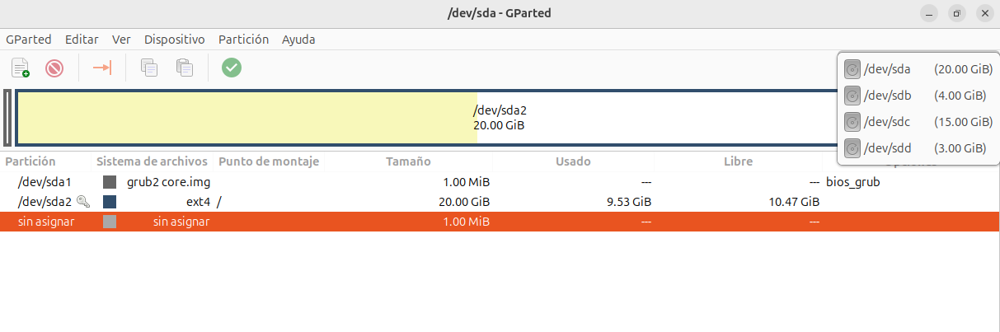 /dev/sda - GParted
GParted Editar Ver Dispositivo Partición Ayuda
/dev/sda (20.00 GiB)
/dev/sdb (4.00 GiB)
/dev/sdc (15.00 GiB)
/dev/sdd (3.00 GiB)
/dev/sda2
20.00 GiB
Partición Sistema de archivos Punto de montaje Tamaño Usado Libre
/dev/sda1 grub2 core.img 1.00 MiB --- --- bios_grub
/dev/sda2 ext4 / 20.00 GiB 9.53 GiB 10.47 GiB
sin asignar sin asignar 1.00 MiB --- ---